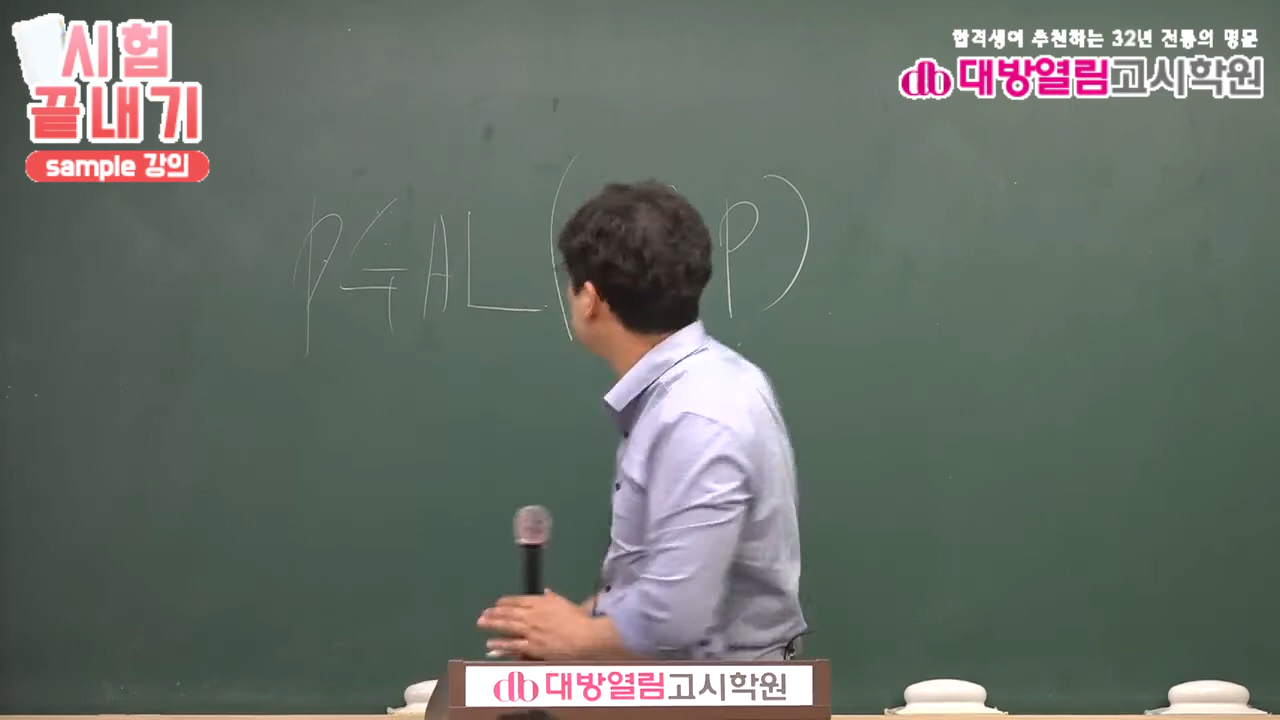 시험
끝내기
sample 강의
합격생이 추천하는 32년 전통의 명문
db 대방열림고시학원
AL( P)
db 대방열림고시학원